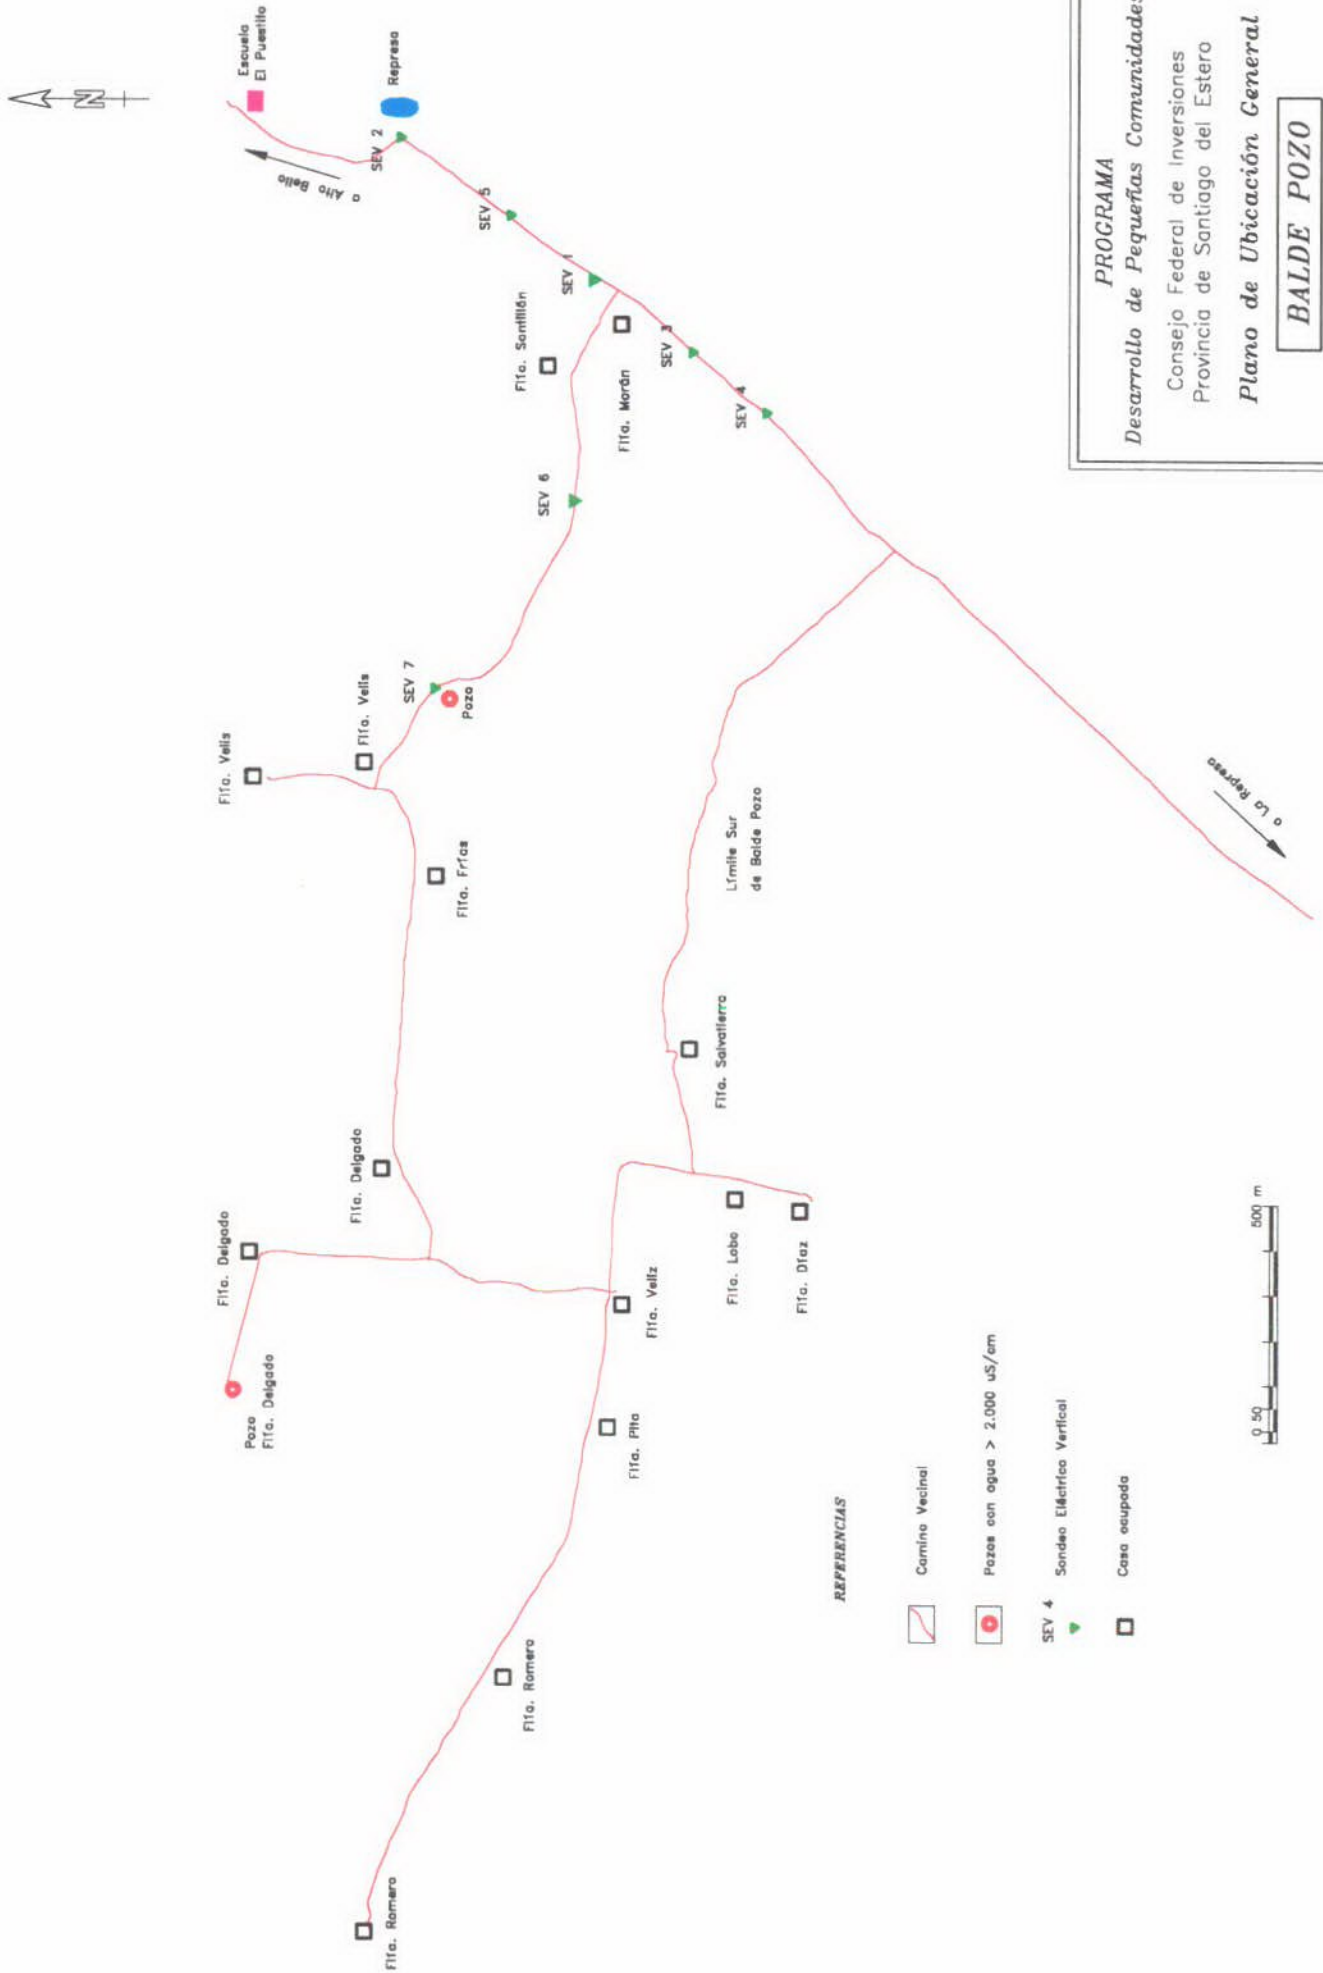 N
Escuela
El Puestito
Represa
a Alto Bello
SEV 2
SEV 5
SEV 1
Flia. Santillán
Flia. Morán
SEV 3
SEV 4
SEV 6
SEV 7
Pozo
Flia. Velis
Flia. Velis
Flia. Frías
Límite Sur
de Balde Pozo
a La Represa
Flia. Salvatierra
Flia. Delgado
Flia. Delgado
Pozo
Flia. Delgado
Flia. Veliz
Flia. Lobo
Flia. Díaz
Flia. Pita
Flia. Romero
Flia. Romero
REFERENCIAS
Camino Vecinal
Pozos con agua > 2.000 uS/cm
SEV 4
Sondeo Eléctrico Vertical
Casa ocupada
0 50 500 m
PROGRAMA
Desarrollo de Pequeñas Comunidades
Consejo Federal de Inversiones
Provincia de Santiago del Estero
Plano de Ubicación General
BALDE POZO